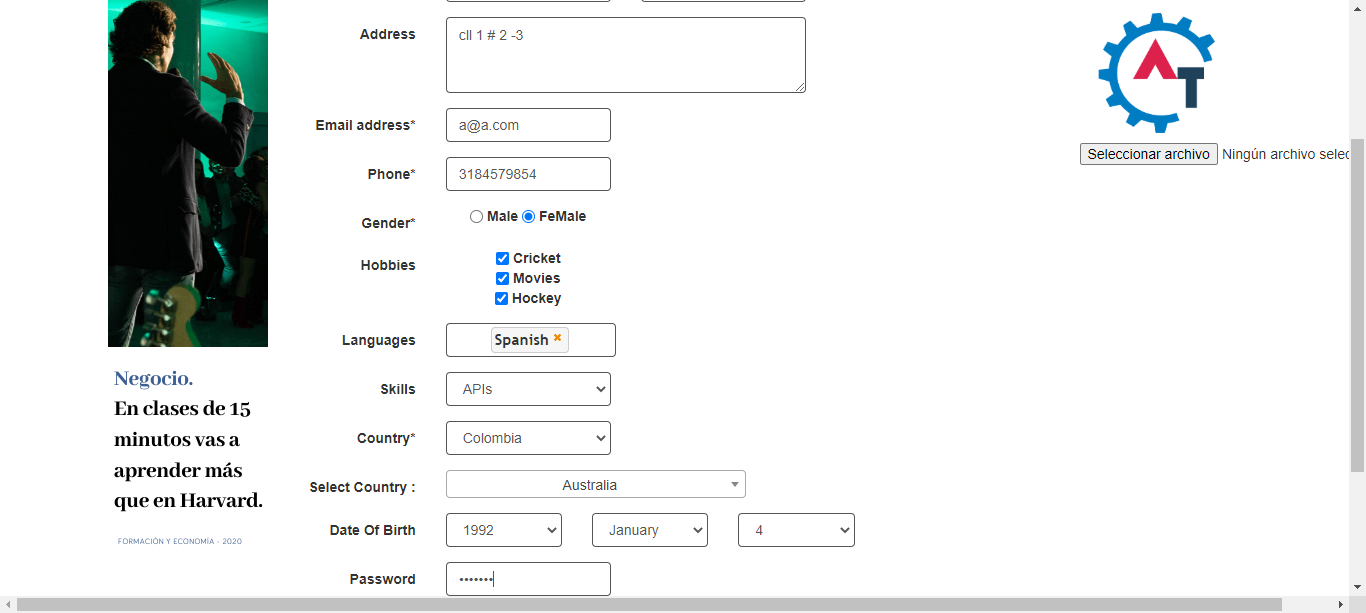 Address
cll 1 # 2 -3
Email address*
a@a.com
Phone*
3184579854
Gender*
Male FeMale
Hobbies
Cricket
Movies
Hockey
Languages
Spanish
Skills
APIs
Country*
Colombia
Select Country :
Australia
Date Of Birth
1992 January 4
Password
•••••••
Negocio.
En clases de 15
minutos vas a
aprender más
que en Harvard.
FORMACIÓN Y ECONOMÍA - 2020
AT
Seleccionar archivo Ningún archivo selec